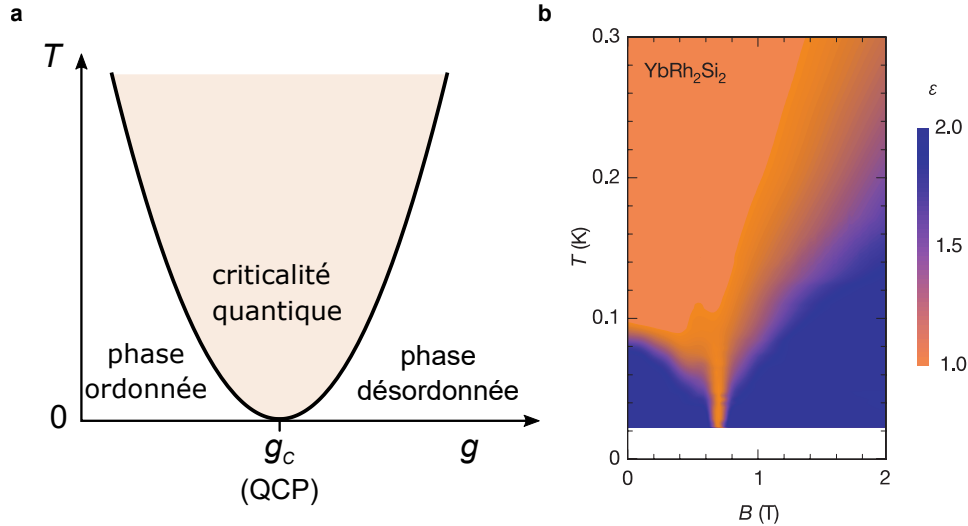 a
T
criticalité
quantique
phase
ordonnée
phase
désordonnée
0
g_c
g
(QCP)
b
YbRh₂Si₂
ε
0.3
0.2
0.1
0
T (K)
0
1
2
B (T)
2.0
1.5
1.0